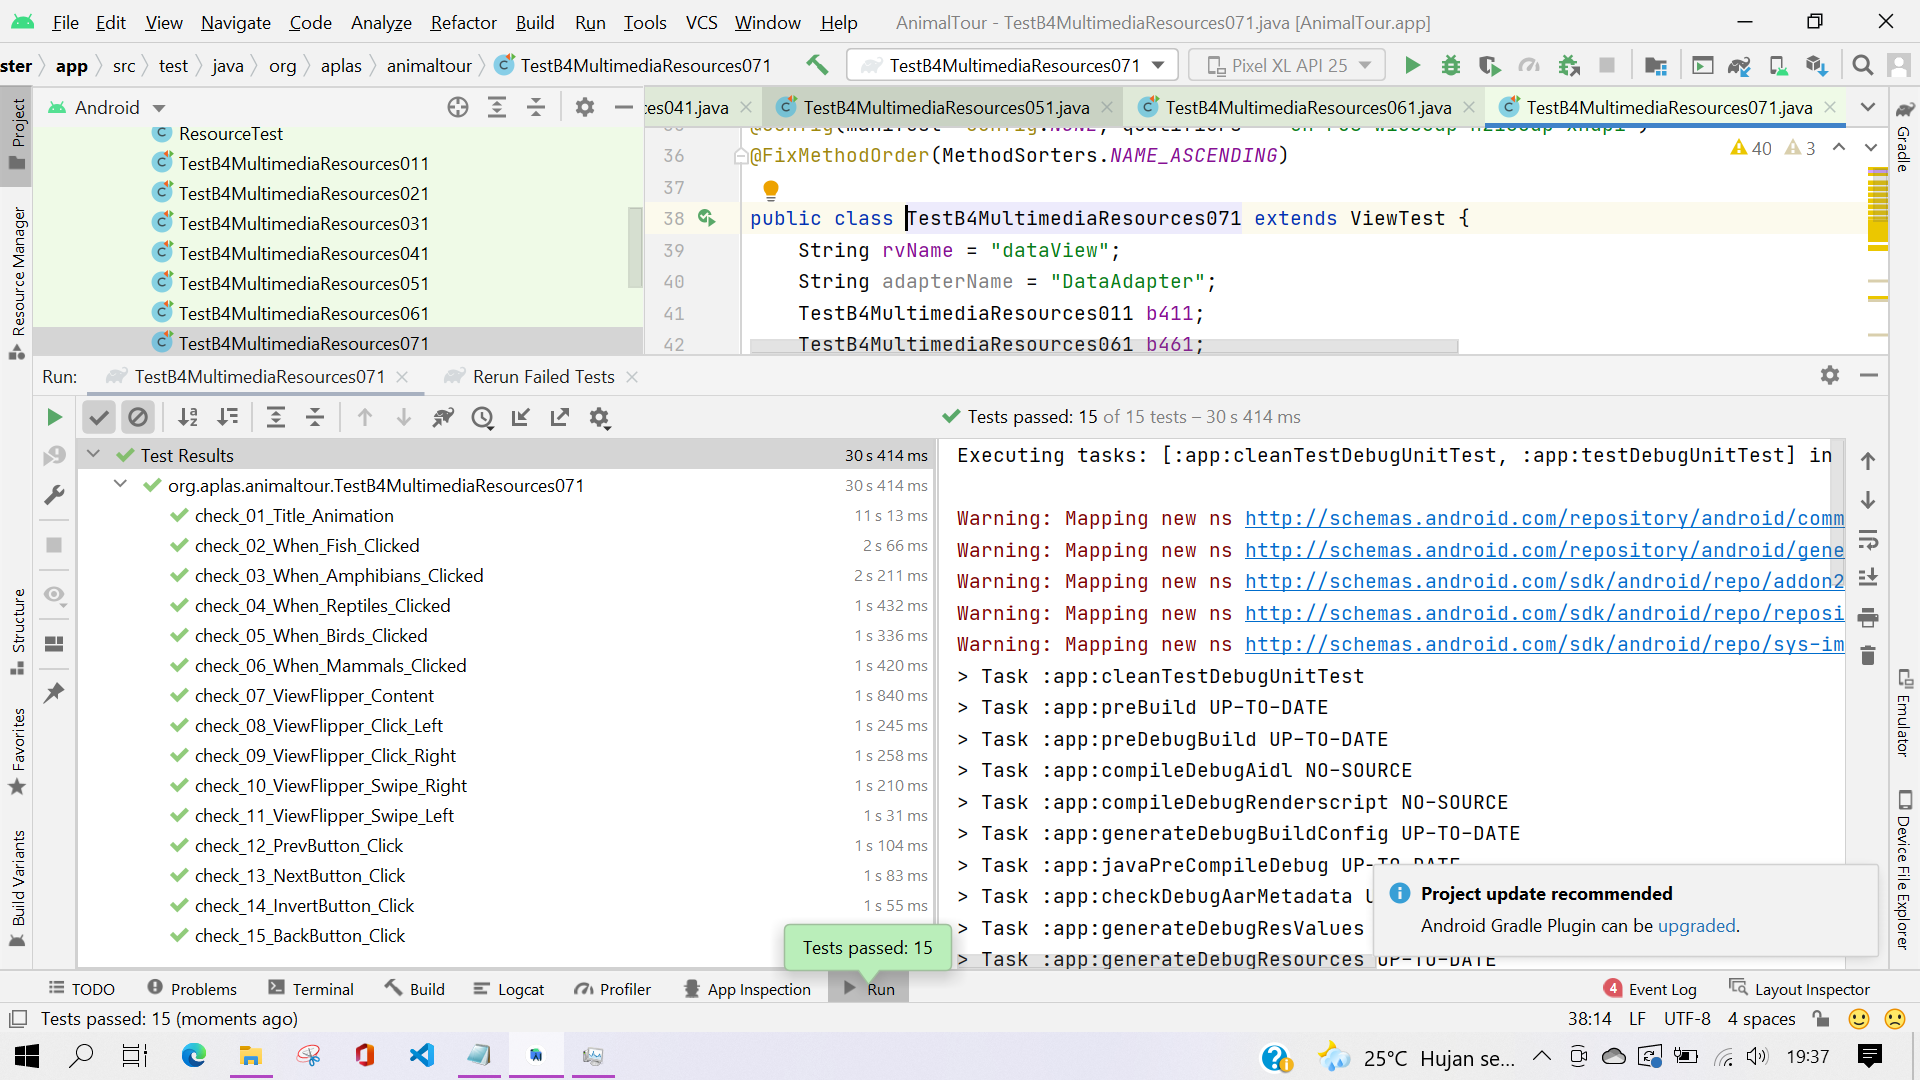 File Edit View Navigate Code Analyze Refactor Build Run Tools VCS Window Help AnimalTour - TestB4MultimediaResources071.java [AnimalTour.app]
ster app src test java org aplas animaltour TestB4MultimediaResources071 TestB4MultimediaResources071 Pixel XL API 25
Android
ces041.java TestB4MultimediaResources051.java TestB4MultimediaResources061.java TestB4MultimediaResources071.java
Project
Resource Manager
Structure
Favorites
Build Variants
ResourceTest
TestB4MultimediaResources011
TestB4MultimediaResources021
TestB4MultimediaResources031
TestB4MultimediaResources041
TestB4MultimediaResources051
TestB4MultimediaResources061
TestB4MultimediaResources071
36 @FixMethodOrder(MethodSorters.NAME_ASCENDING)
37
38 public class TestB4MultimediaResources071 extends ViewTest {
39 String rvName = "dataView";
40 String adapterName = "DataAdapter";
41 TestB4MultimediaResources011 b411;
42 TestB4MultimediaResources061 b461;
40 3
Gradle
Emulator
Device File Explorer
Run: TestB4MultimediaResources071 Rerun Failed Tests
Tests passed: 15 of 15 tests – 30 s 414 ms
Test Results 30 s 414 ms
org.aplas.animaltour.TestB4MultimediaResources071 30 s 414 ms
check_01_Title_Animation 11 s 13 ms
check_02_When_Fish_Clicked 2 s 66 ms
check_03_When_Amphibians_Clicked 2 s 211 ms
check_04_When_Reptiles_Clicked 1 s 432 ms
check_05_When_Birds_Clicked 1 s 336 ms
check_06_When_Mammals_Clicked 1 s 420 ms
check_07_ViewFlipper_Content 1 s 840 ms
check_08_ViewFlipper_Click_Left 1 s 245 ms
check_09_ViewFlipper_Click_Right 1 s 258 ms
check_10_ViewFlipper_Swipe_Right 1 s 210 ms
check_11_ViewFlipper_Swipe_Left 1 s 31 ms
check_12_PrevButton_Click 1 s 104 ms
check_13_NextButton_Click 1 s 83 ms
check_14_InvertButton_Click 1 s 55 ms
check_15_BackButton_Click
Executing tasks: [:app:cleanTestDebugUnitTest, :app:testDebugUnitTest] in
Warning: Mapping new ns http://schemas.android.com/repository/android/comm
Warning: Mapping new ns http://schemas.android.com/repository/android/gene
Warning: Mapping new ns http://schemas.android.com/sdk/android/repo/addon2
Warning: Mapping new ns http://schemas.android.com/sdk/android/repo/reposi
Warning: Mapping new ns http://schemas.android.com/sdk/android/repo/sys-im
> Task :app:cleanTestDebugUnitTest
> Task :app:preBuild UP-TO-DATE
> Task :app:preDebugBuild UP-TO-DATE
> Task :app:compileDebugAidl NO-SOURCE
> Task :app:compileDebugRenderscript NO-SOURCE
> Task :app:generateDebugBuildConfig UP-TO-DATE
> Task :app:javaPreCompileDebug UP-TO-DATE
> Task :app:checkDebugAarMetadata U
> Task :app:generateDebugResValues
> Task :app:generateDebugResources UP-TO-DATE
Project update recommended
Android Gradle Plugin can be upgraded.
Tests passed: 15
TODO Problems Terminal Build Logcat Profiler App Inspection Run 4 Event Log Layout Inspector
Tests passed: 15 (moments ago) 38:14 LF UTF-8 4 spaces
25°C Hujan se... 19:37